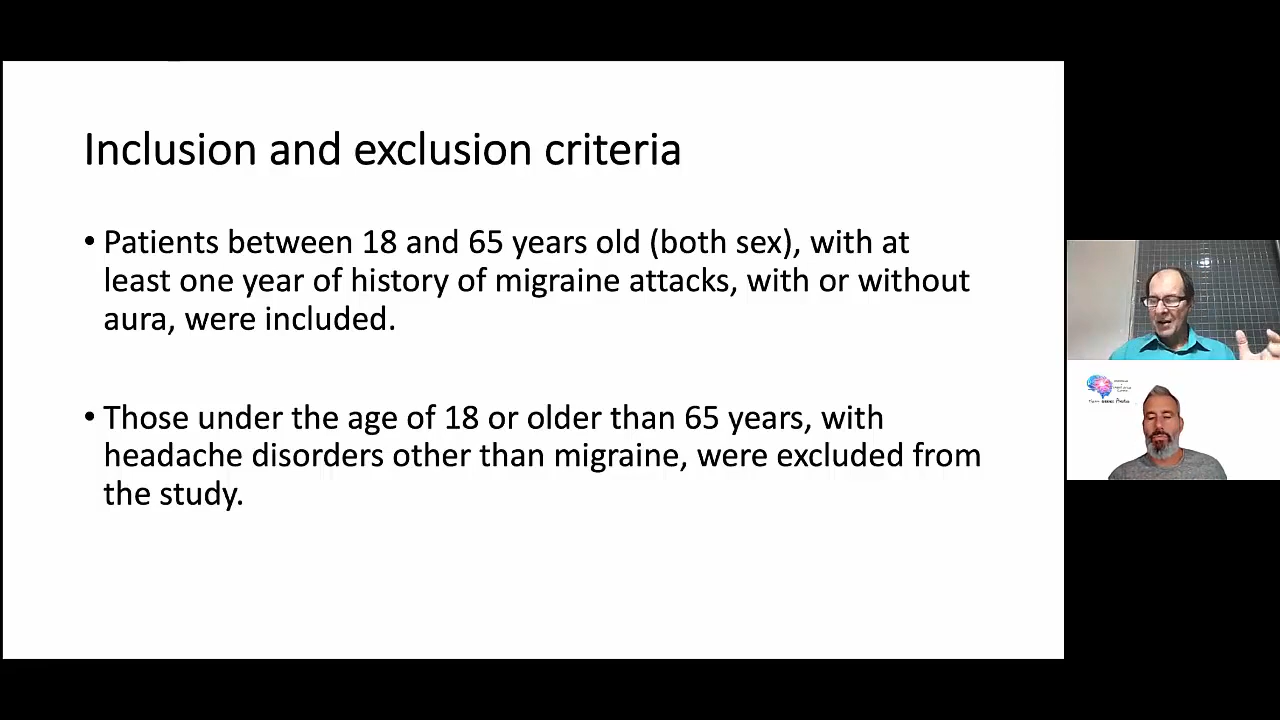 Inclusion and exclusion criteria
• Patients between 18 and 65 years old (both sex), with at
least one year of history of migraine attacks, with or without
aura, were included.
• Those under the age of 18 or older than 65 years, with
headache disorders other than migraine, were excluded from
the study.